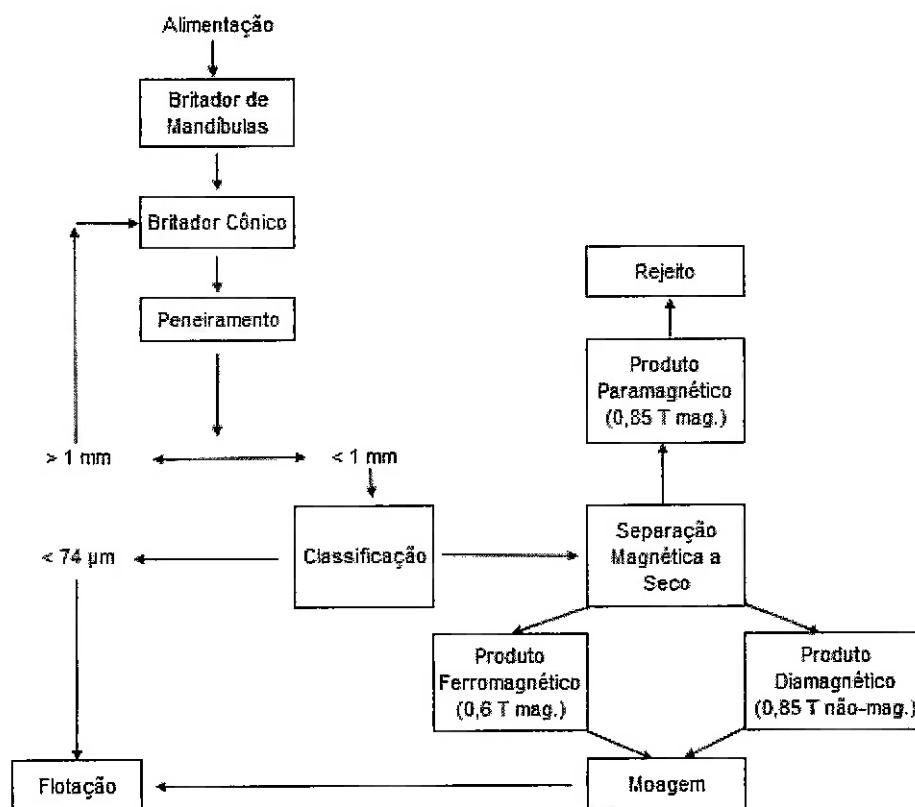 Alimentação
Britador de
Mandíbulas
Britador Cônico
Peneiramento
> 1 mm
< 1 mm
Rejeito
Produto
Paramagnético
(0,85 T mag.)
< 74 µm
Classificação
Separação
Magnética a
Seco
Produto
Ferromagnético
(0,6 T mag.)
Produto
Diamagnético
(0,85 T não-mag.)
Flotação
Moagem